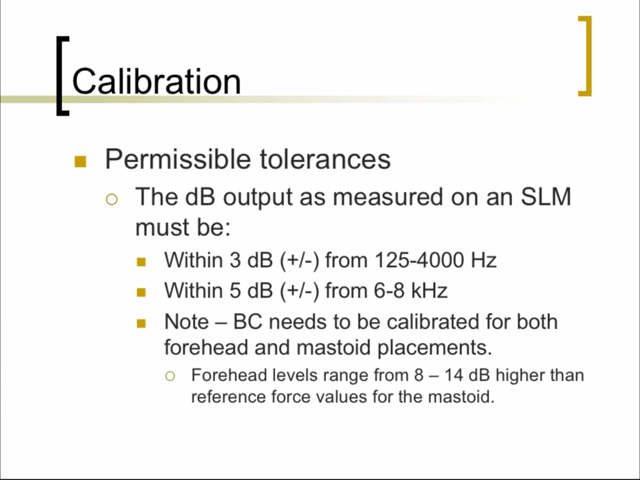 Calibration
Permissible tolerances
The dB output as measured on an SLM
must be:
Within 3 dB (+/-) from 125-4000 Hz
Within 5 dB (+/-) from 6-8 kHz
Note – BC needs to be calibrated for both
forehead and mastoid placements.
Forehead levels range from 8 – 14 dB higher than
reference force values for the mastoid.